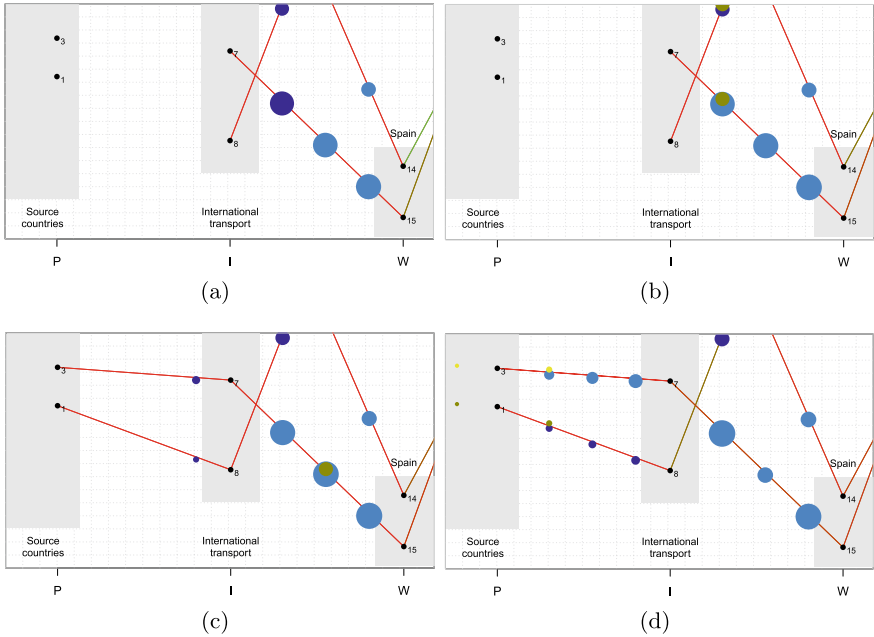 3
1
7
8
Spain
14
15
Source
countries
International
transport
P
I
W
(a)
3
1
7
8
Spain
14
15
Source
countries
International
transport
P
I
W
(b)
3
1
7
8
Spain
14
15
Source
countries
International
transport
P
I
W
(c)
3
1
7
8
Spain
14
15
Source
countries
International
transport
P
I
W
(d)